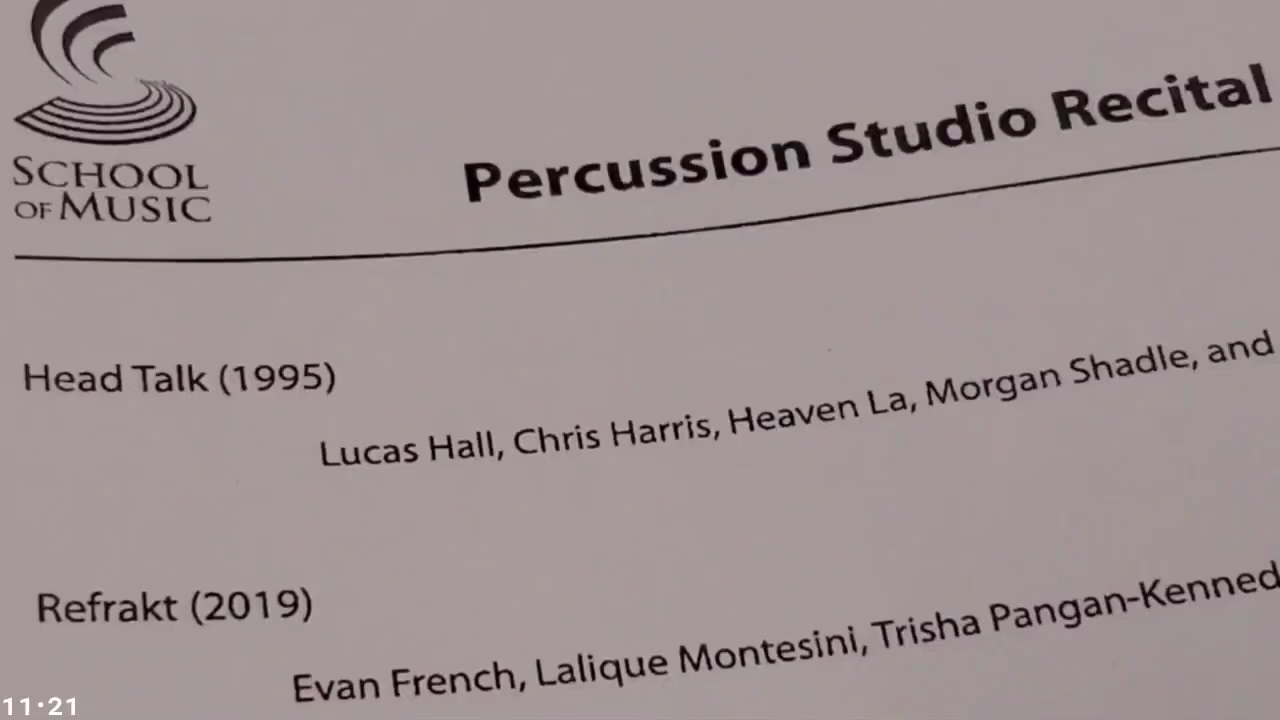 SCHOOL
OF MUSIC
Percussion Studio Recital
Head Talk (1995)
Lucas Hall, Chris Harris, Heaven La, Morgan Shadle, and
Refrakt (2019)
Evan French, Lalique Montesini, Trisha Pangan-Kenned
11·21